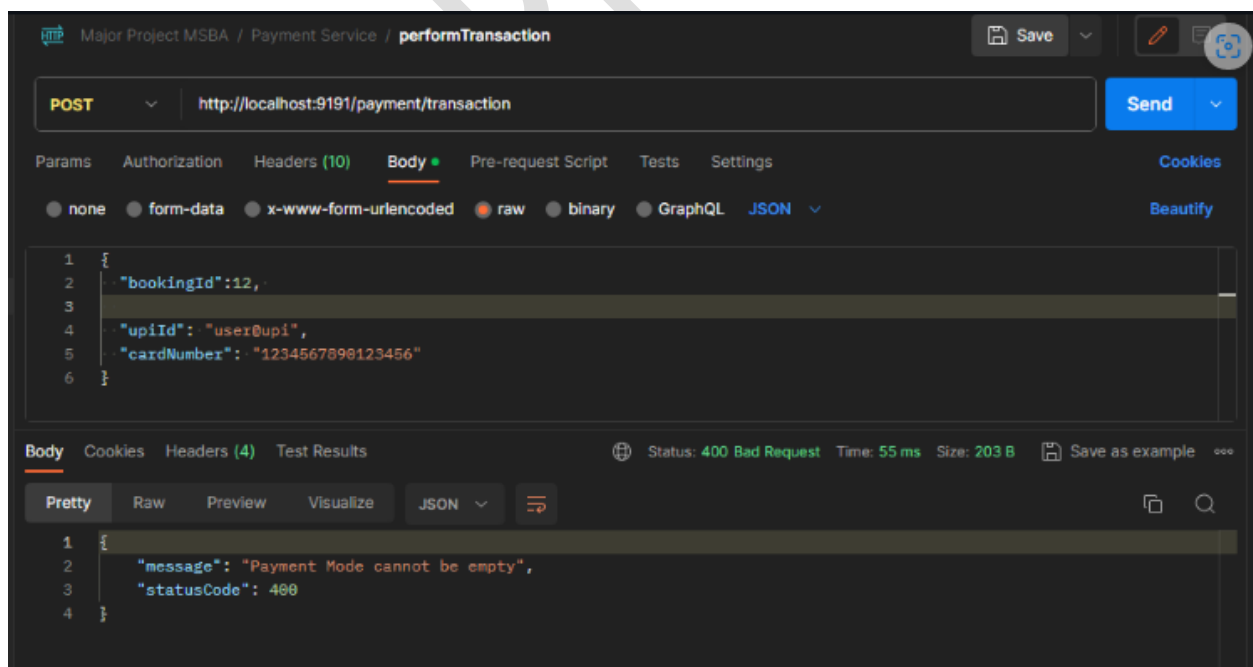 HTTP Major Project MSBA / Payment Service / performTransaction Save
POST http://localhost:9191/payment/transaction Send
Params Authorization Headers (10) Body Pre-request Script Tests Settings Cookies
none form-data x-www-form-urlencoded raw binary GraphQL JSON Beautify
1 {
2 "bookingId":12,
3
4 "upiId": "user@upi",
5 "cardNumber": "1234567890123456"
6 }
Body Cookies Headers (4) Test Results Status: 400 Bad Request Time: 55 ms Size: 203 B Save as example
Pretty Raw Preview Visualize JSON
1 {
2 "message": "Payment Mode cannot be empty",
3 "statusCode": 400
4 }